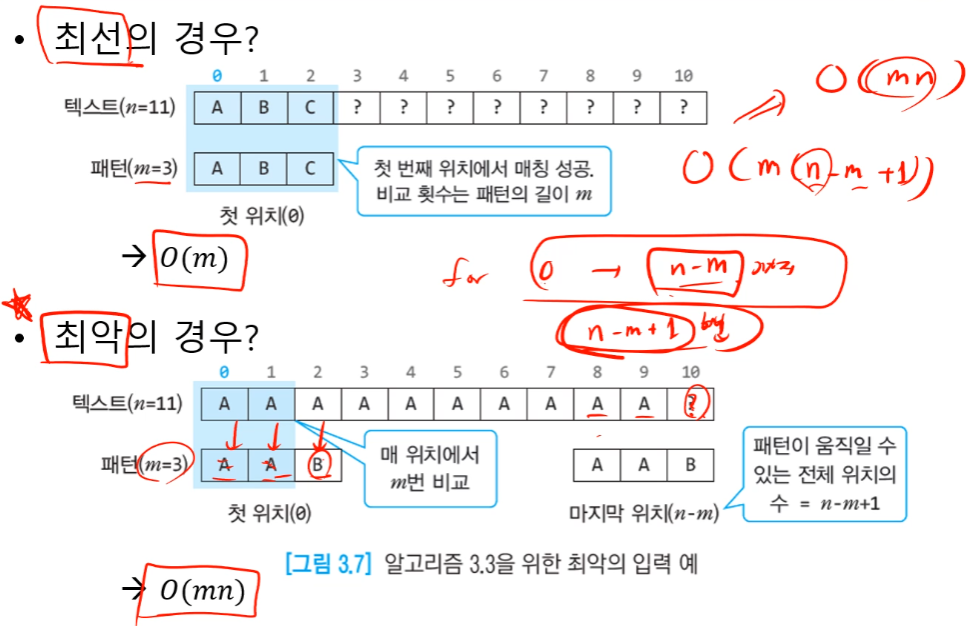 • 최선의 경우?
0 1 2 3 4 5 6 7 8 9 10
텍스트(n=11) A B C ? ? ? ? ? ? ? ?
O(mn)
패턴(m=3) A B C
첫 번째 위치에서 매칭 성공.
비교 횟수는 패턴의 길이 m
O(m(n-m+1))
첫 위치(0)
→ O(m)
for 0 → n-m
n-m+1 번
• 최악의 경우?
0 1 2 3 4 5 6 7 8 9 10
텍스트(n=11) A A A A A A A A A A ?
패턴(m=3) A A B
매 위치에서
m번 비교
A A B
패턴이 움직일 수
있는 전체 위치의
수 = n-m+1
첫 위치(0)
마지막 위치(n-m)
[그림 3.7] 알고리즘 3.3을 위한 최악의 입력 예
→ O(mn)